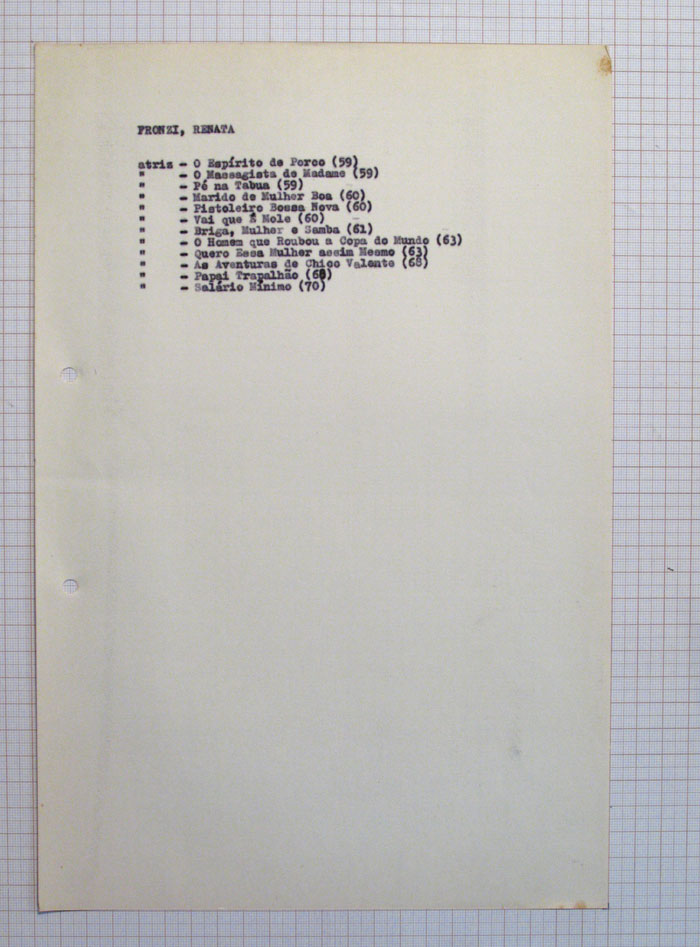 FRONZI, RENATA
atriz - O Espírito de Porco (59)
" - O Massagista de Madame (59)
" - Pé na Tabua (59)
" - Marido de Mulher Boa (60)
" - Pistoleiro Bossa Nova (60)
" - Vai que É Mole (60)
" - Briga, Mulher e Samba (61)
" - O Homem que Roubou a Copa do Mundo (63)
" - Quero Essa Mulher assim Mesmo (63)
" - As Aventuras de Chico Valente (68)
" - Papai Trapalhão (68)
" - Salário Mínimo (70)